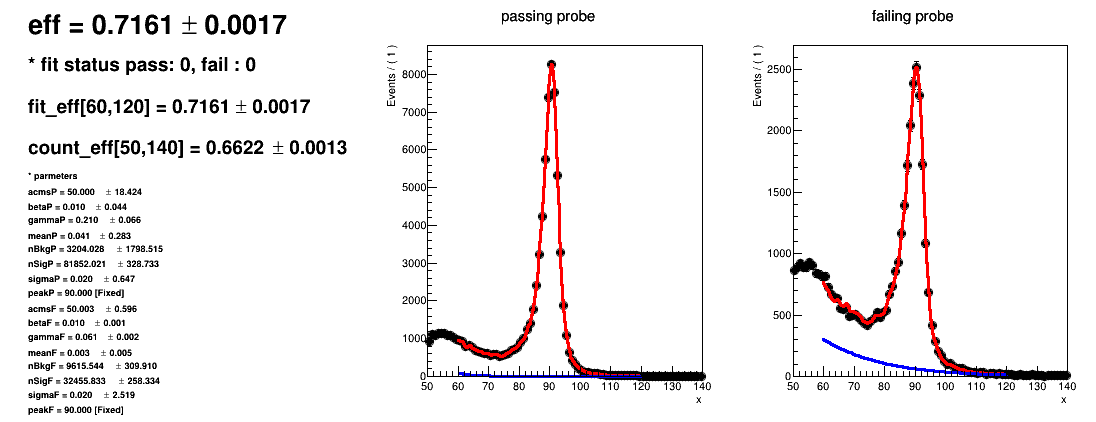 eff = 0.7161 ± 0.0017
* fit status pass: 0, fail : 0
fit_eff[60,120] = 0.7161 ± 0.0017
count_eff[50,140] = 0.6622 ± 0.0013
* parmeters
acmsP = 50.000 ± 18.424
betaP = 0.010 ± 0.044
gammaP = 0.210 ± 0.066
meanP = 0.041 ± 0.283
nBkgP = 3204.028 ± 1798.515
nSigP = 81852.021 ± 328.733
sigmaP = 0.020 ± 0.647
peakP = 90.000 [Fixed]
acmsF = 50.003 ± 0.596
betaF = 0.010 ± 0.001
gammaF = 0.061 ± 0.002
meanF = 0.003 ± 0.005
nBkgF = 9615.544 ± 309.910
nSigF = 32455.833 ± 258.334
sigmaF = 0.020 ± 2.519
peakF = 90.000 [Fixed]
passing probe
Events / ( 1 )
8000
7000
6000
5000
4000
3000
2000
1000
0
50 60 70 80 90 100 110 120 130 140
x
failing probe
Events / ( 1 )
2500
2000
1500
1000
500
0
50 60 70 80 90 100 110 120 130 140
x